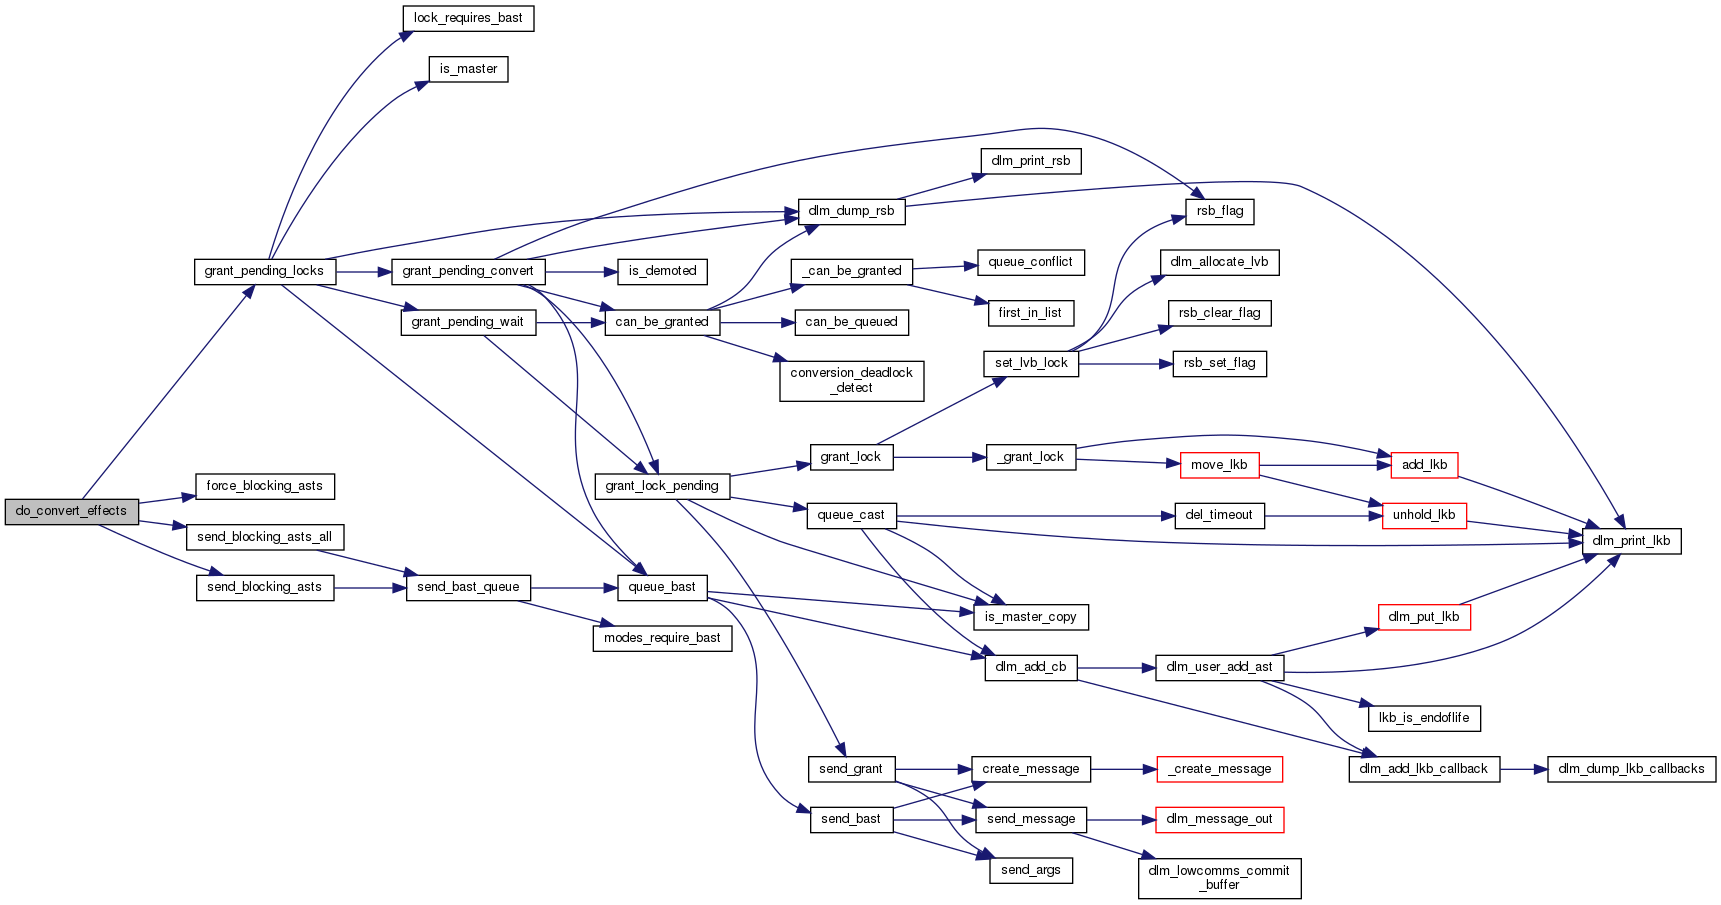 lock_requires_bast
is_master
dlm_print_rsb
dlm_dump_rsb
rsb_flag
grant_pending_locks
grant_pending_convert
is_demoted
_can_be_granted
queue_conflict
dlm_allocate_lvb
first_in_list
rsb_clear_flag
grant_pending_wait
can_be_granted
can_be_queued
conversion_deadlock
_detect
set_lvb_lock
rsb_set_flag
grant_lock
_grant_lock
move_lkb
add_lkb
force_blocking_asts
grant_lock_pending
do_convert_effects
queue_cast
del_timeout
unhold_lkb
send_blocking_asts_all
dlm_print_lkb
send_blocking_asts
send_bast_queue
queue_bast
is_master_copy
dlm_put_lkb
modes_require_bast
dlm_add_cb
dlm_user_add_ast
lkb_is_endoflife
send_grant
create_message
_create_message
dlm_add_lkb_callback
dlm_dump_lkb_callbacks
send_bast
send_message
dlm_message_out
send_args
dlm_lowcomms_commit
_buffer